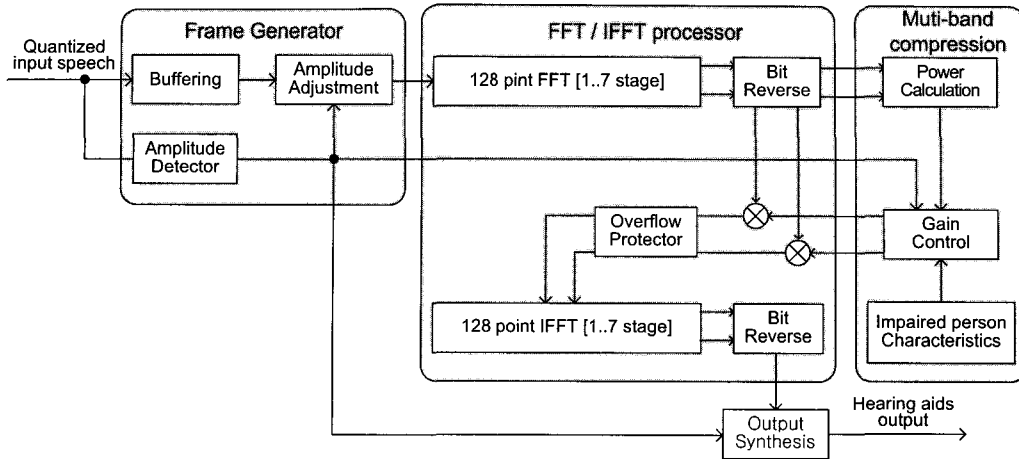 Frame Generator
FFT / IFFT processor
Muti-band
compression
Quantized
input speech
Buffering
Amplitude
Adjustment
128 pint FFT [1..7 stage]
Bit
Reverse
Power
Calculation
Amplitude
Detector
Overflow
Protector
Gain
Control
128 point IFFT [1..7 stage]
Bit
Reverse
Impaired person
Characteristics
Output
Synthesis
Hearing aids
output